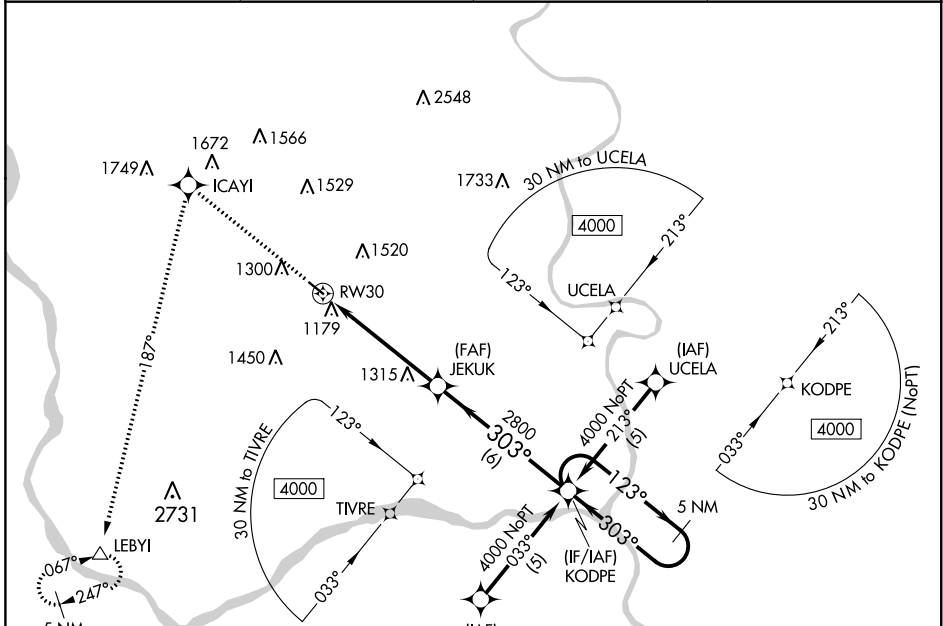 2548
1566
1672
1749
ICAYI
1529
1733
30 NM to UCELA
4000
213°
123°
UCELA
1520
1300
RW30
1179
187°
1450
1315
(FAF)
JEKUK
(IAF)
UCELA
213°
KODPE
4000
033°
30 NM to KODPE (NoPT)
4000 NoPT
213°
(5)
2800
303°
(6)
123°
30 NM to TIVRE
4000
TIVRE
033°
2731
123°
5 NM
303°
4000 NoPT
033°
(5)
(IF/IAF)
KODPE
LEBYI
067°
247°
5 NM